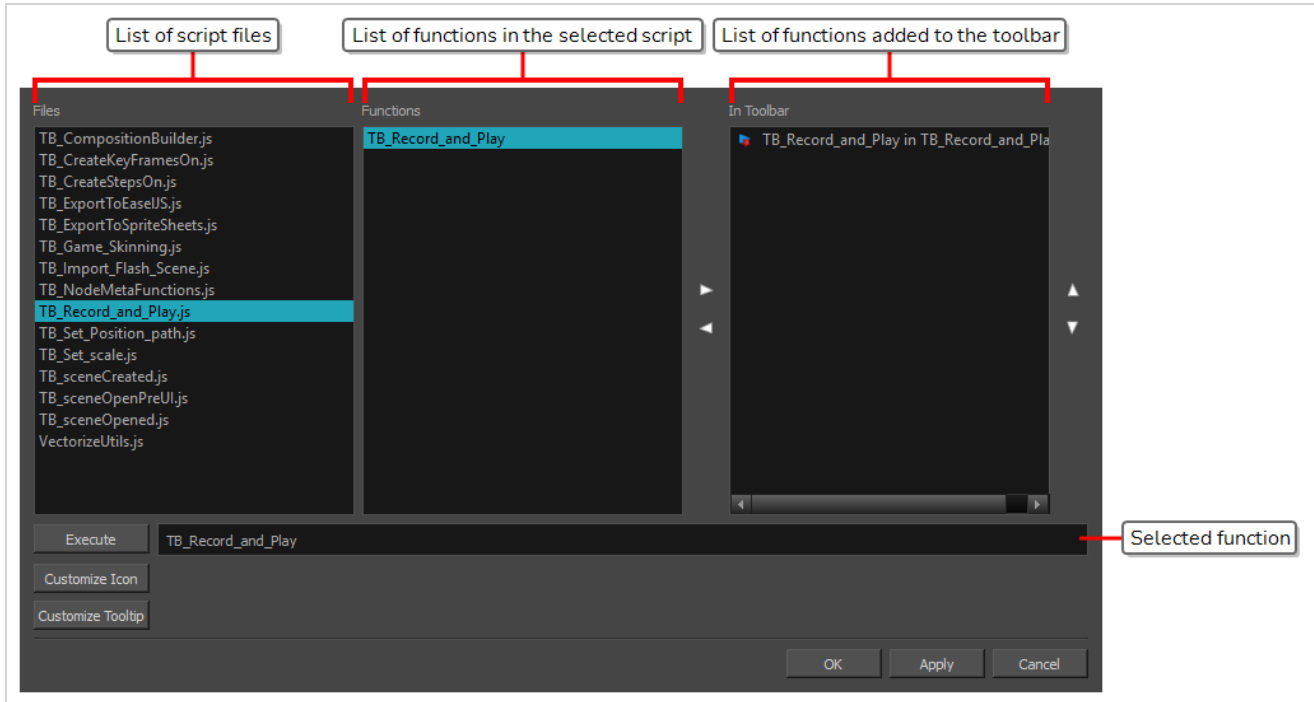 List of script files
List of functions in the selected script
List of functions added to the toolbar
Files
Functions
In Toolbar
TB_CompositionBuilder.js
TB_CreateKeyFramesOn.js
TB_CreateStepsOn.js
TB_ExportToEaselJS.js
TB_ExportToSpriteSheets.js
TB_Game_Skinning.js
TB_Import_Flash_Scene.js
TB_NodeMetaFunctions.js
TB_Record_and_Play.js
TB_Set_Position_path.js
TB_Set_scale.js
TB_sceneCreated.js
TB_sceneOpenPreUI.js
TB_sceneOpened.js
VectorizeUtils.js
TB_Record_and_Play
TB_Record_and_Play in TB_Record_and_Pla
Execute
TB_Record_and_Play
Selected function
Customize Icon
Customize Tooltip
OK
Apply
Cancel